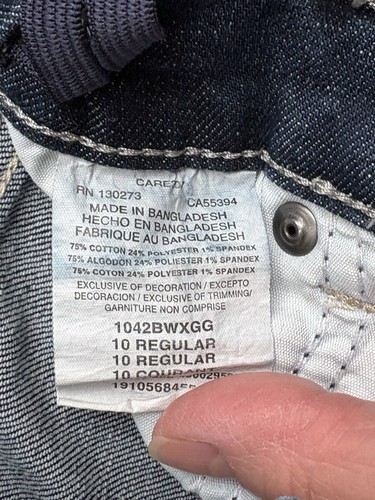 CARE
RN 130273 CA55394
MADE IN BANGLADESH
HECHO EN BANGLADESH
FABRIQUE AU BANGLADESH
75% COTTON 24% POLYESTER 1% SPANDEX
75% ALGODON 24% POLIESTER 1% SPANDEX
75% COTON 24% POLYESTER 1% SPANDEX
EXCLUSIVE OF DECORATION / EXCEPTO
DECORACION / EXCLUSIVE OF TRIMMING/
GARNITURE NON COMPRISE
1042BWXGG
10 REGULAR
10 REGULAR
10